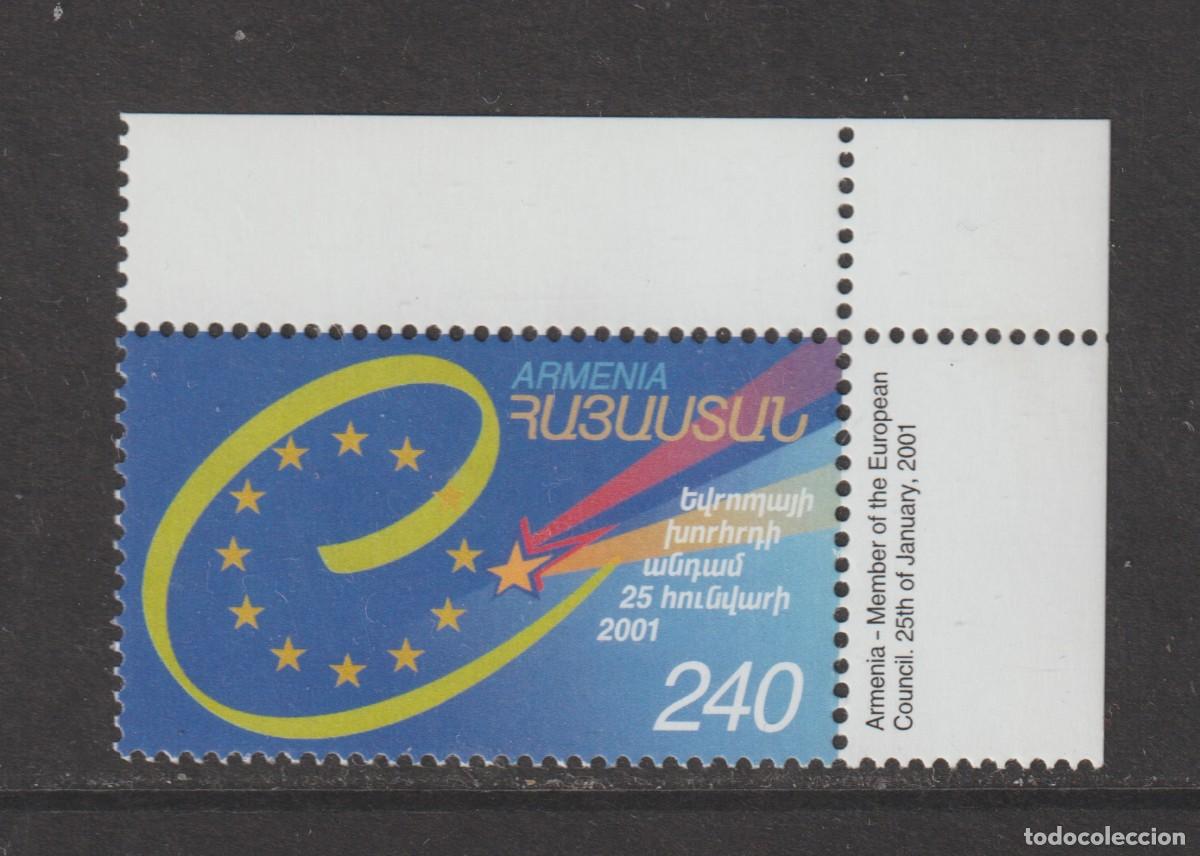 ARMENIA
ՀԱՅԱՍՏԱՆ
Եվրոպայի
խորհրդի
անդամ
25 հունվարի
2001
240
Armenia - Member of the European
Council. 25th of January, 2001
todocoleccion